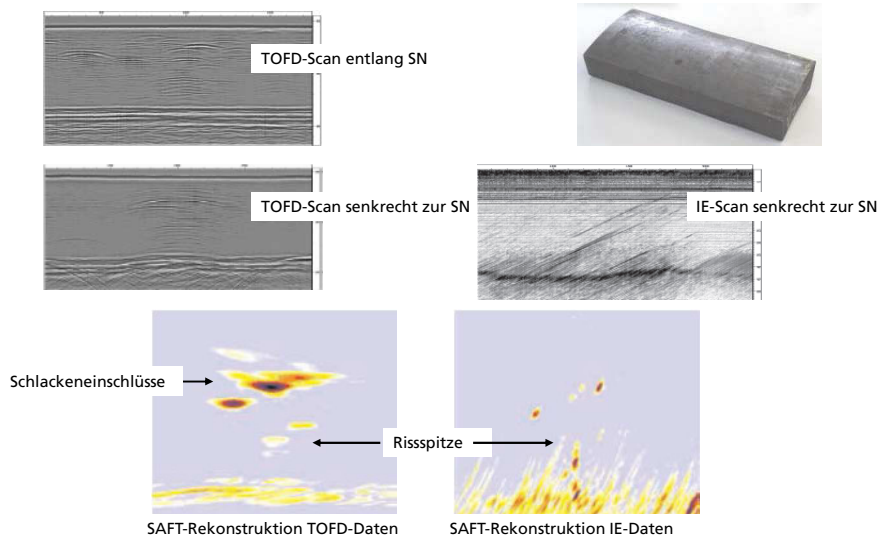 TOFD-Scan entlang SN
TOFD-Scan senkrecht zur SN
IE-Scan senkrecht zur SN
Schlackeneinschlüsse
Rissspitze
SAFT-Rekonstruktion TOFD-Daten
SAFT-Rekonstruktion IE-Daten